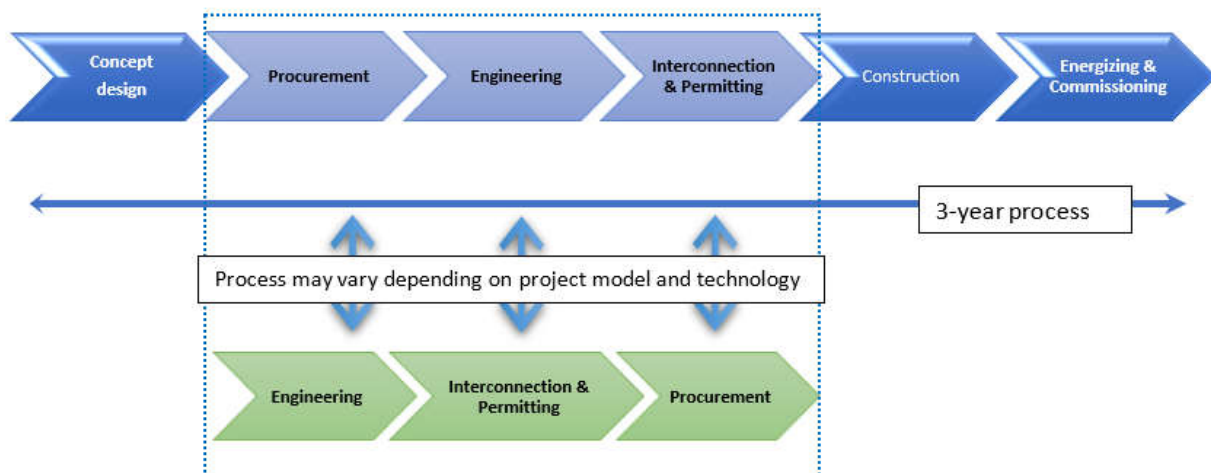 Concept
design
Procurement
Engineering
Interconnection
& Permitting
Construction
Energizing &
Commissioning
3-year process
Process may vary depending on project model and technology
Engineering
Interconnection &
Permitting
Procurement